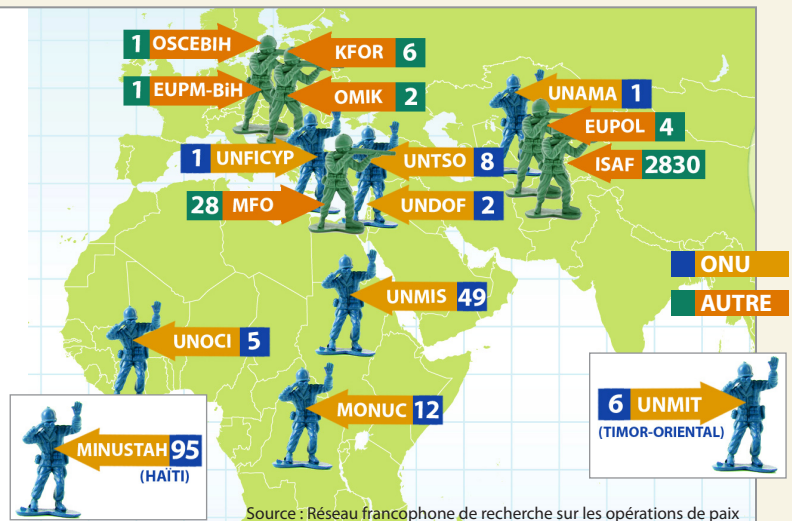 1 OSCEBIH
KFOR 6
1 EUPM-BiH
OMIK 2
UNAMA 1
EUPOL 4
1 UNFICYP
UNTSO 8
ISAF 2830
28 MFO
UNDOF 2
ONU
AUTRE
UNMIS 49
UNOCI 5
MONUC 12
6 UNMIT
(TIMOR-ORIENTAL)
MINUSTAH 95
(HAÏTI)
Source : Réseau francophone de recherche sur les opérations de paix